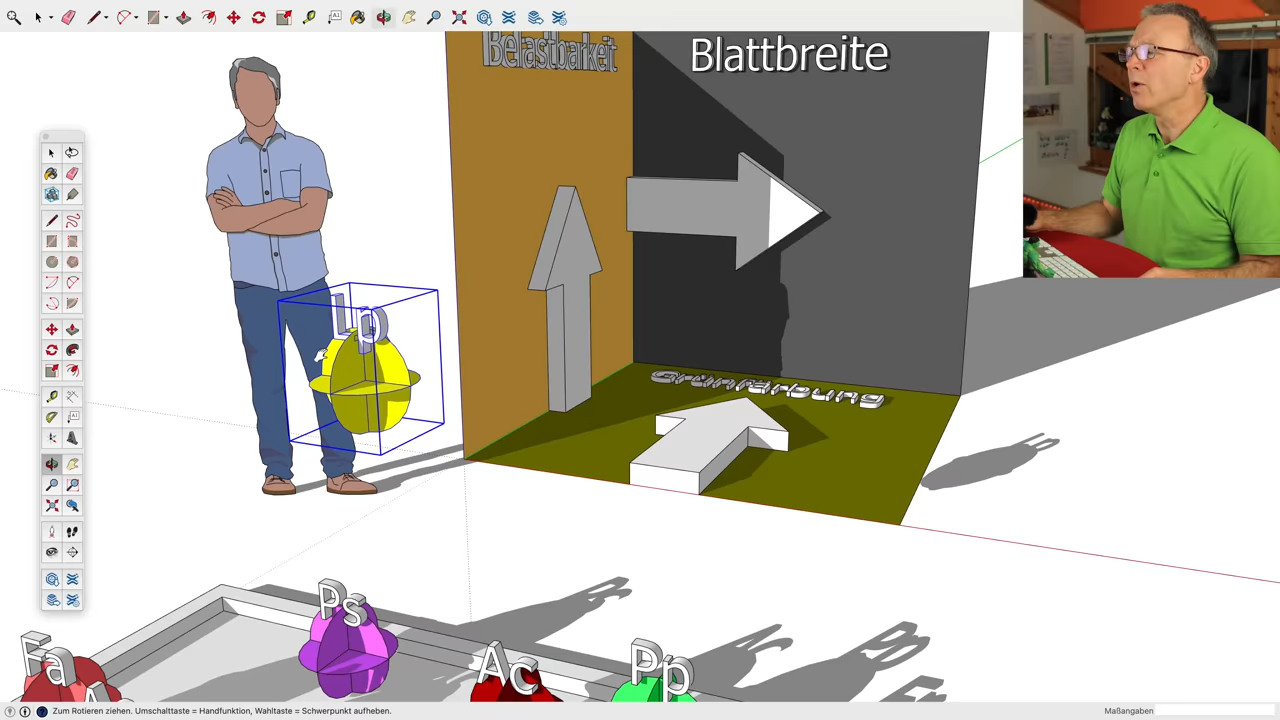 Belastbarkeit
Blattbreite
Lp
Grünfärbung
Ps
Fa
Ac
Pp
Zum Rotieren ziehen. Umschalttaste = Handfunktion, Wahltaste = Schwerpunkt aufheben.
Maßangaben